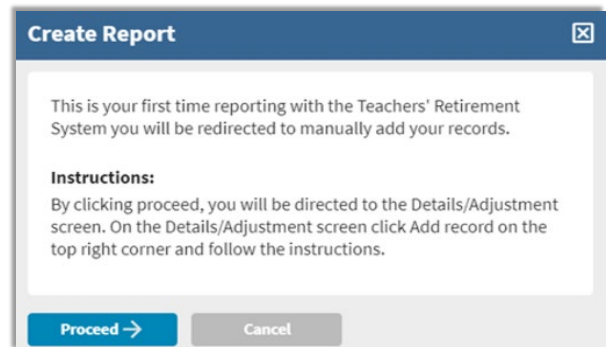 Create Report
This is your first time reporting with the Teachers' Retirement
System you will be redirected to manually add your records.
Instructions:
By clicking proceed, you will be directed to the Details/Adjustment
screen. On the Details/Adjustment screen click Add record on the
top right corner and follow the instructions.
Proceed →
Cancel